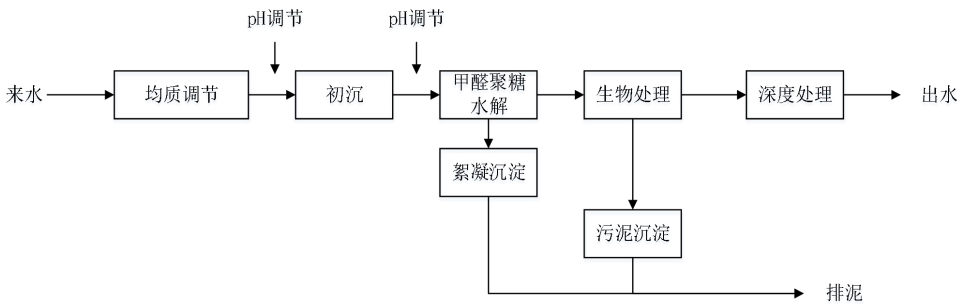 pH调节
pH调节
来水
均质调节
初沉
甲醛聚糖
水解
生物处理
深度处理
出水
絮凝沉淀
污泥沉淀
排泥